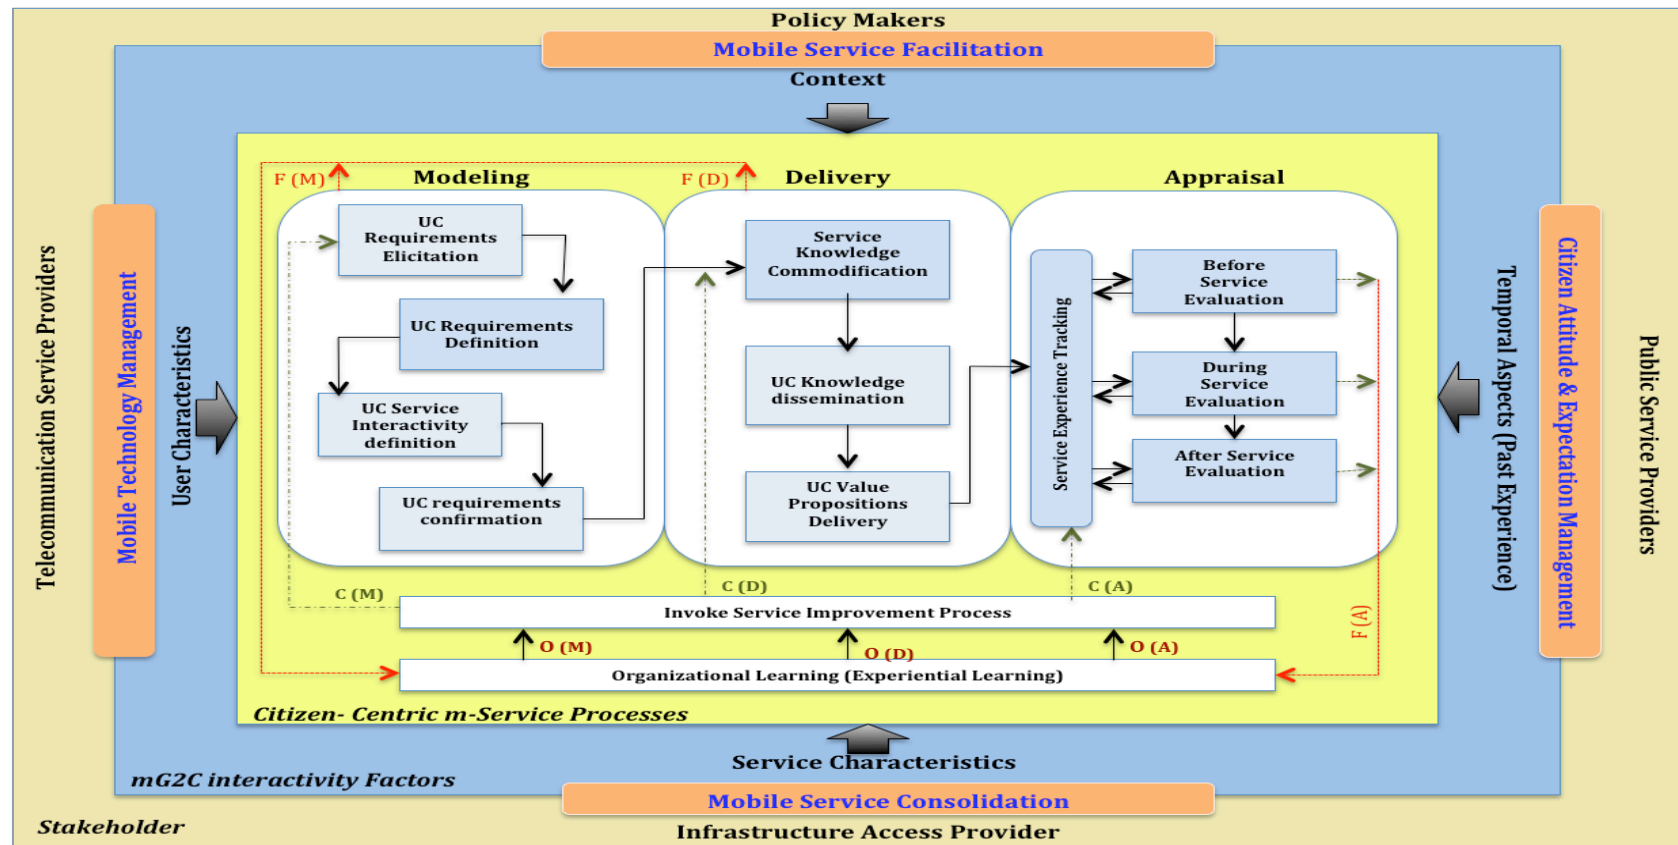 Policy Makers
Mobile Service Facilitation
Context
Telecommunication Service Providers
Mobile Technology Management
User Characteristics
F (M)
Modeling
F (D)
Delivery
Appraisal
UC
Requirements
Elicitation
UC Requirements
Definition
UC Service
Interactivity
definition
UC requirements
confirmation
Service
Knowledge
Commodification
UC Knowledge
dissemination
UC Value
Propositions
Delivery
Service Experience Tracking
Before
Service
Evaluation
During
Service
Evaluation
After Service
Evaluation
Temporal Aspects (Past Experience)
Citizen Attitude & Expectation Management
Public Service Providers
C (M)
C (D)
C (A)
F (A)
Invoke Service Improvement Process
O (M)
O (D)
O (A)
Organizational Learning (Experiential Learning)
Citizen- Centric m-Service Processes
Service Characteristics
mG2C interactivity Factors
Mobile Service Consolidation
Stakeholder
Infrastructure Access Provider